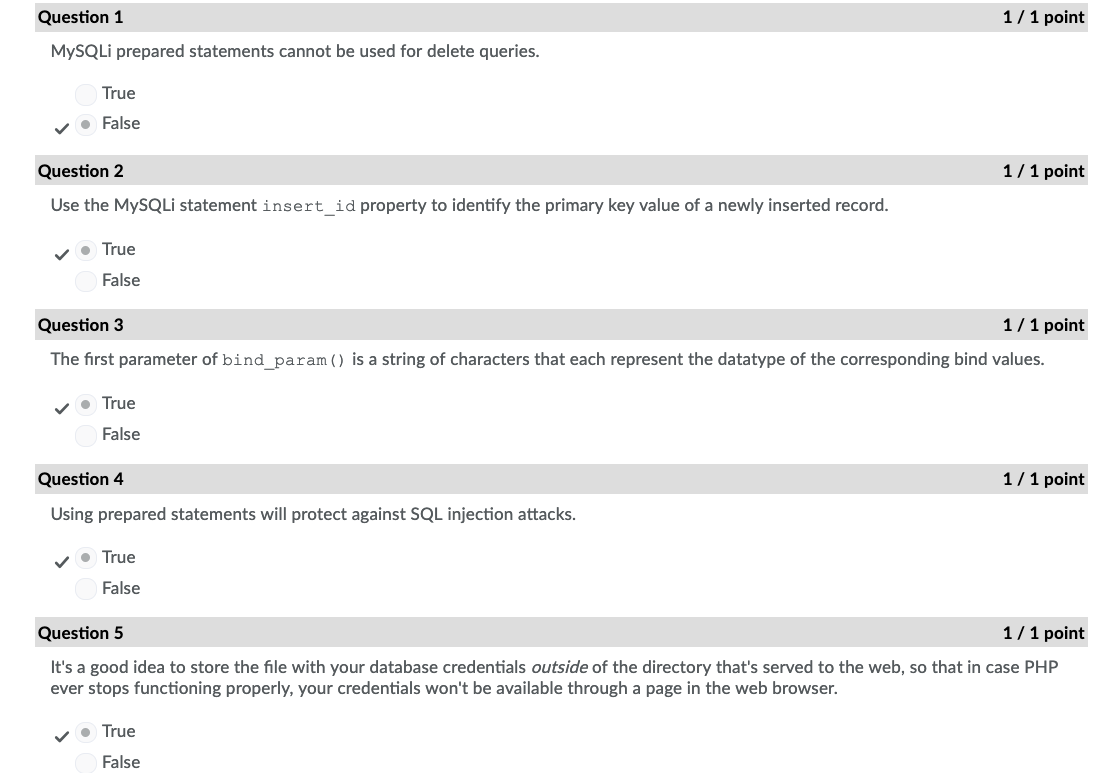 Question 1 1 / 1 point
MySQLi prepared statements cannot be used for delete queries.
True
False
Question 2 1 / 1 point
Use the MySQLi statement insert_id property to identify the primary key value of a newly inserted record.
True
False
Question 3 1 / 1 point
The first parameter of bind_param() is a string of characters that each represent the datatype of the corresponding bind values.
True
False
Question 4 1 / 1 point
Using prepared statements will protect against SQL injection attacks.
True
False
Question 5 1 / 1 point
It's a good idea to store the file with your database credentials outside of the directory that's served to the web, so that in case PHP
ever stops functioning properly, your credentials won't be available through a page in the web browser.
True
False